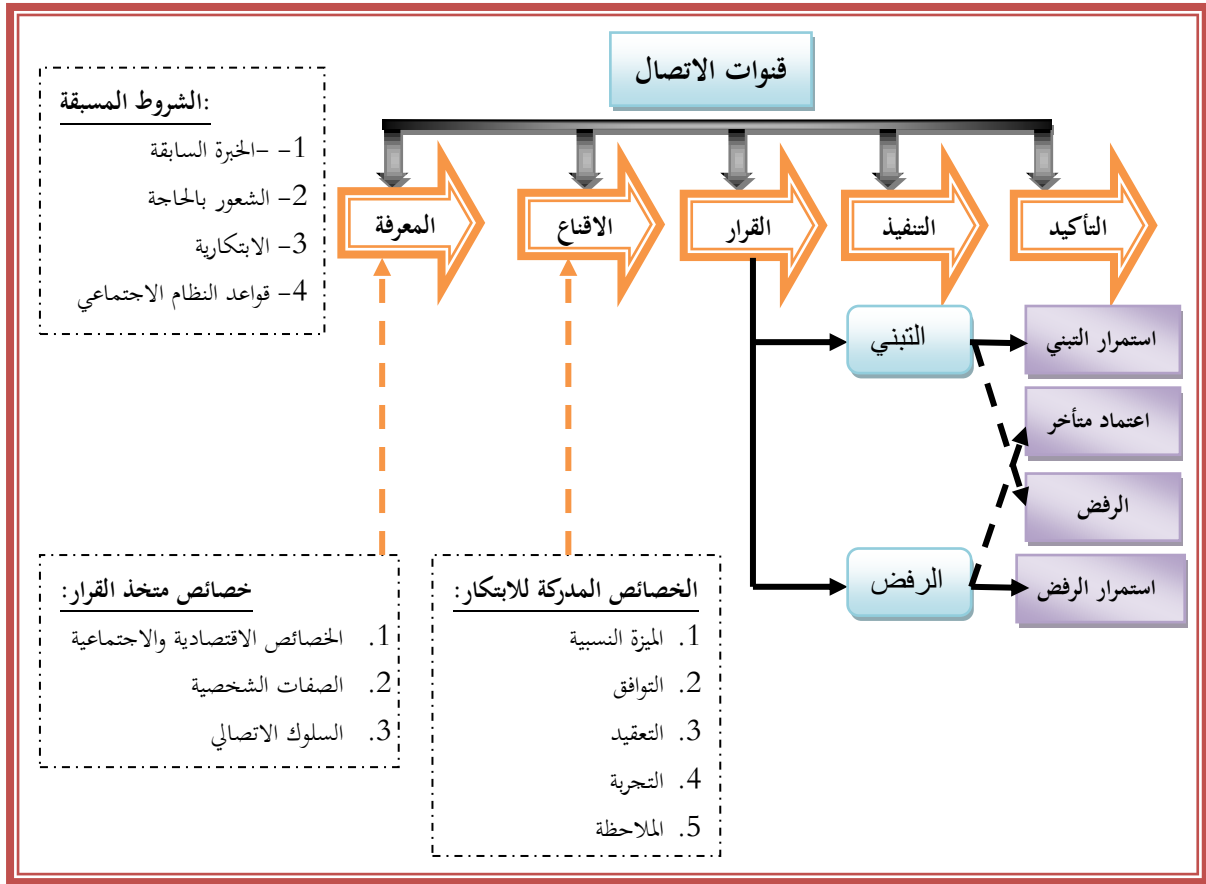 قنوات الاتصال
:الشروط المسبقة
1- -الخبرة السابقة
2- الشعور بالحاجة
3- الابتكارية
4- قواعد النظام الاجتماعي
المعرفة
الاقناع
القرار
التنفيذ
التأكيد
التبني
الرفض
استمرار التبني
اعتماد متأخر
الرفض
استمرار الرفض
خصائص متخذ القرار:
1. الخصائص الاقتصادية والاجتماعية
2. الصفات الشخصية
3. السلوك الاتصالي
الخصائص المدركة للابتكار:
1. الميزة النسبية
2. التوافق
3. التعقيد
4. التجربة
5. الملاحظة